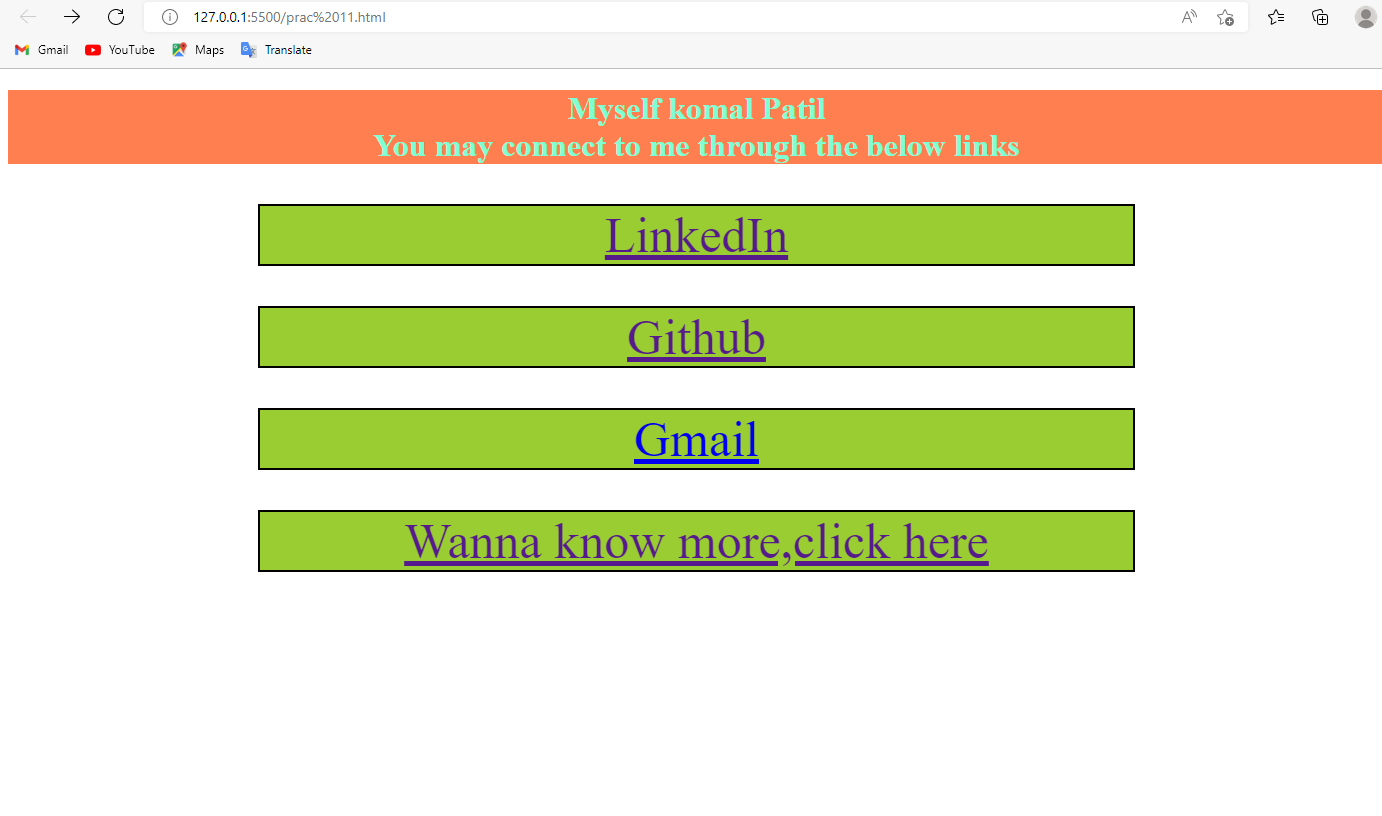 127.0.0.1:5500/prac%2011.html
Gmail YouTube Maps Translate
Myself komal Patil
You may connect to me through the below links
LinkedIn
Github
Gmail
Wanna know more,click here